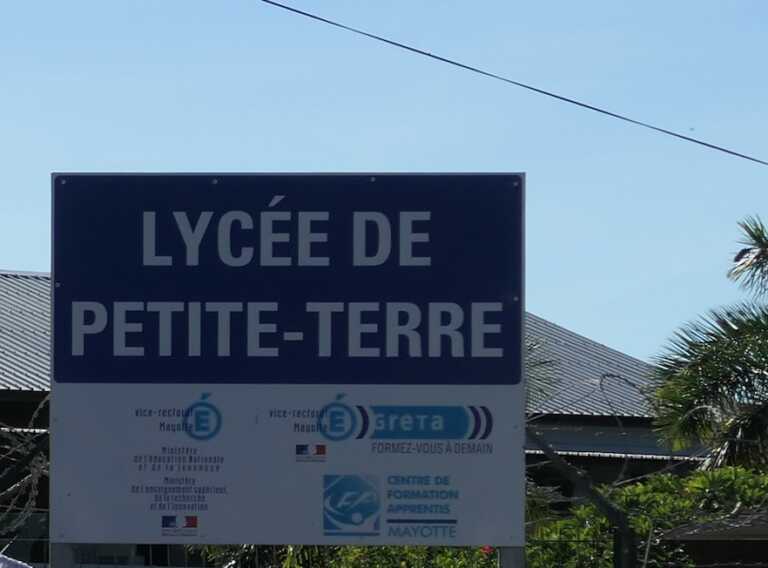 LYCÉE DE
PETITE-TERRE
vice-rectorat
Mayotte
Ministère
de l'Éducation Nationale
et de la jeunesse
Ministère
de l'enseignement supérieur,
de la recherche
et de l'innovation
vice-rectorat
Mayotte
GRETA
FORMEZ-VOUS À DEMAIN
CFA
CENTRE DE
FORMATION
APPRENTIS
MAYOTTE